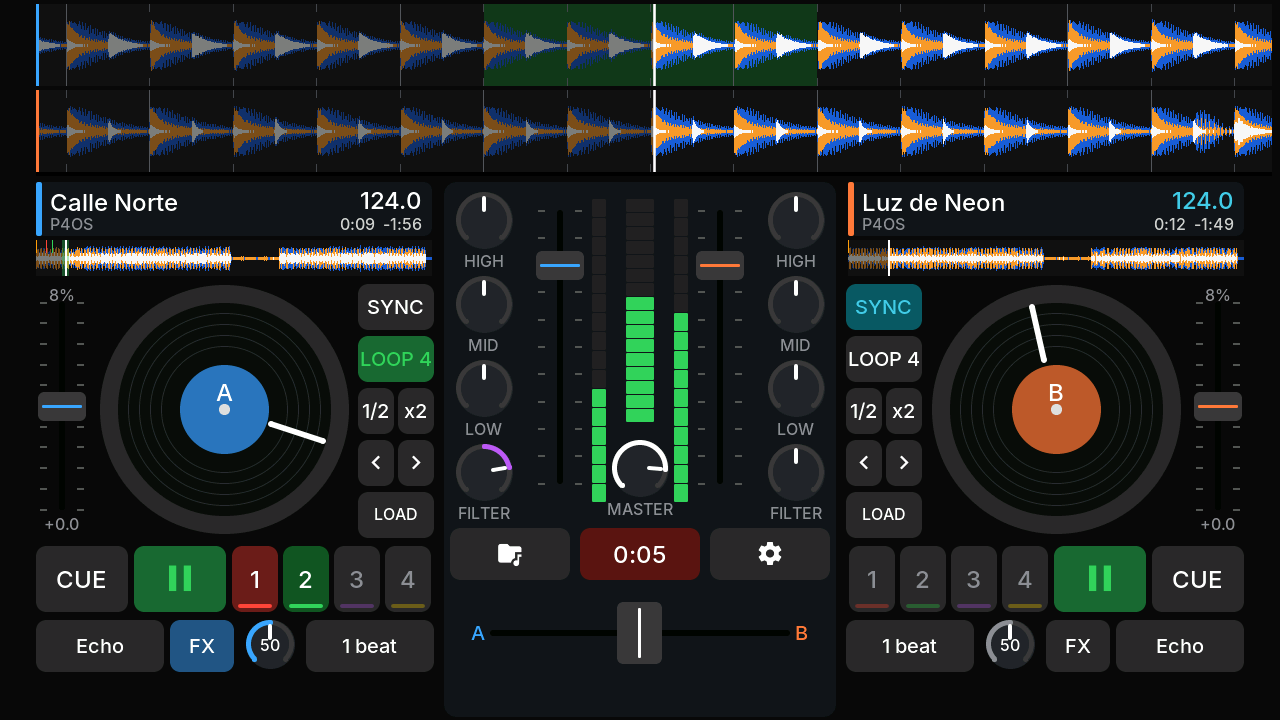 Calle Norte
124.0
P4OS
0:09 -1:56
Luz de Neon
124.0
P4OS
0:12 -1:49
8%
SYNC
LOOP 4
1/2
x2
LOAD
+0.0
A
HIGH
MID
LOW
FILTER
MASTER
HIGH
MID
LOW
FILTER
SYNC
LOOP 4
1/2
x2
LOAD
B
8%
+0.0
CUE
1
2
3
4
0:05
1
2
3
4
CUE
Echo
FX
50
1 beat
A
B
1 beat
50
FX
Echo